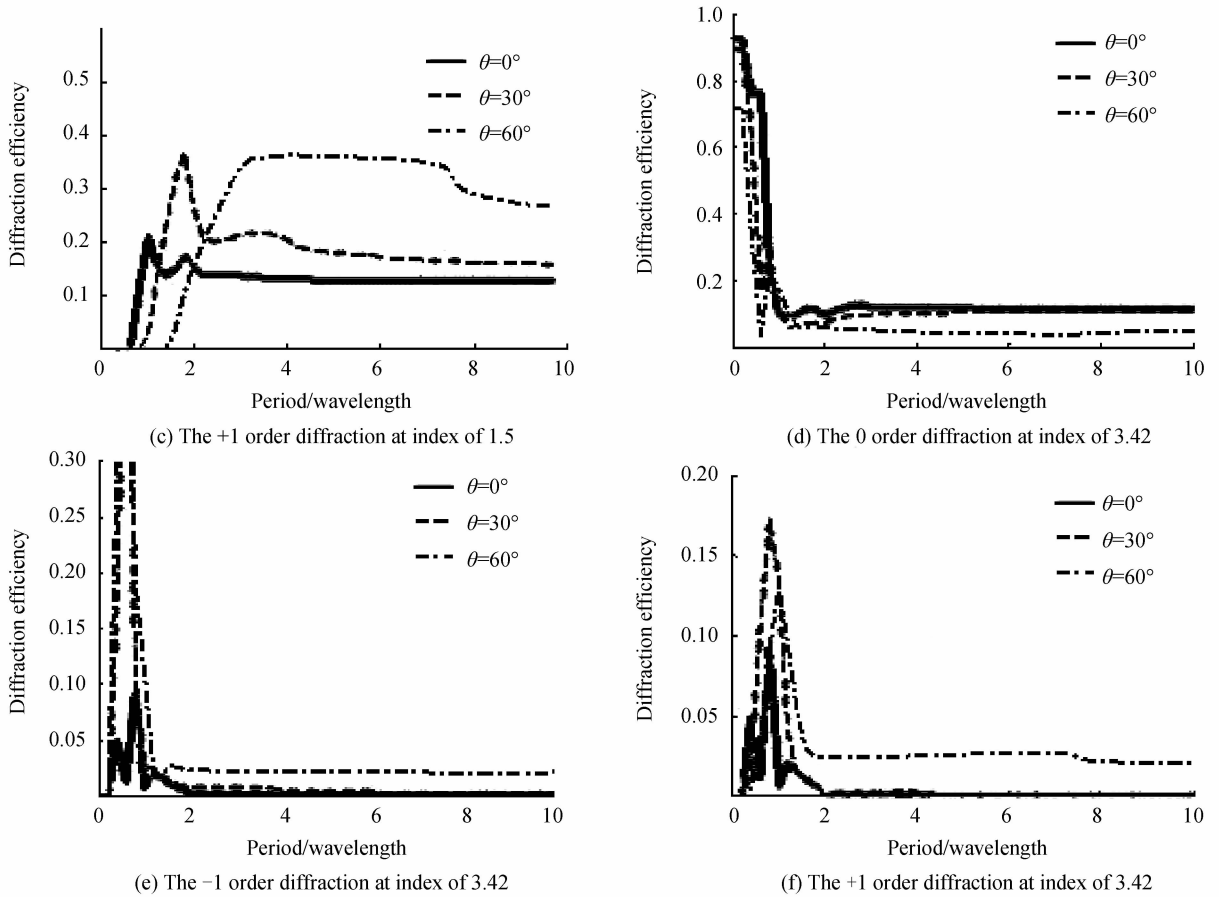 Diffraction efficiency
0.5
0.4
0.3
0.2
0.1
θ=0°
θ=30°
θ=60°
0 2 4 6 8 10
Period/wavelength
(c) The +1 order diffraction at index of 1.5
Diffraction efficiency
1.0
0.8
0.6
0.4
0.2
θ=0°
θ=30°
θ=60°
0 2 4 6 8 10
Period/wavelength
(d) The 0 order diffraction at index of 3.42
Diffraction efficiency
0.30
0.25
0.20
0.15
0.10
0.05
θ=0°
θ=30°
θ=60°
0 2 4 6 8 10
Period/wavelength
(e) The −1 order diffraction at index of 3.42
Diffraction efficiency
0.20
0.15
0.10
0.05
θ=0°
θ=30°
θ=60°
0 2 4 6 8 10
Period/wavelength
(f) The +1 order diffraction at index of 3.42